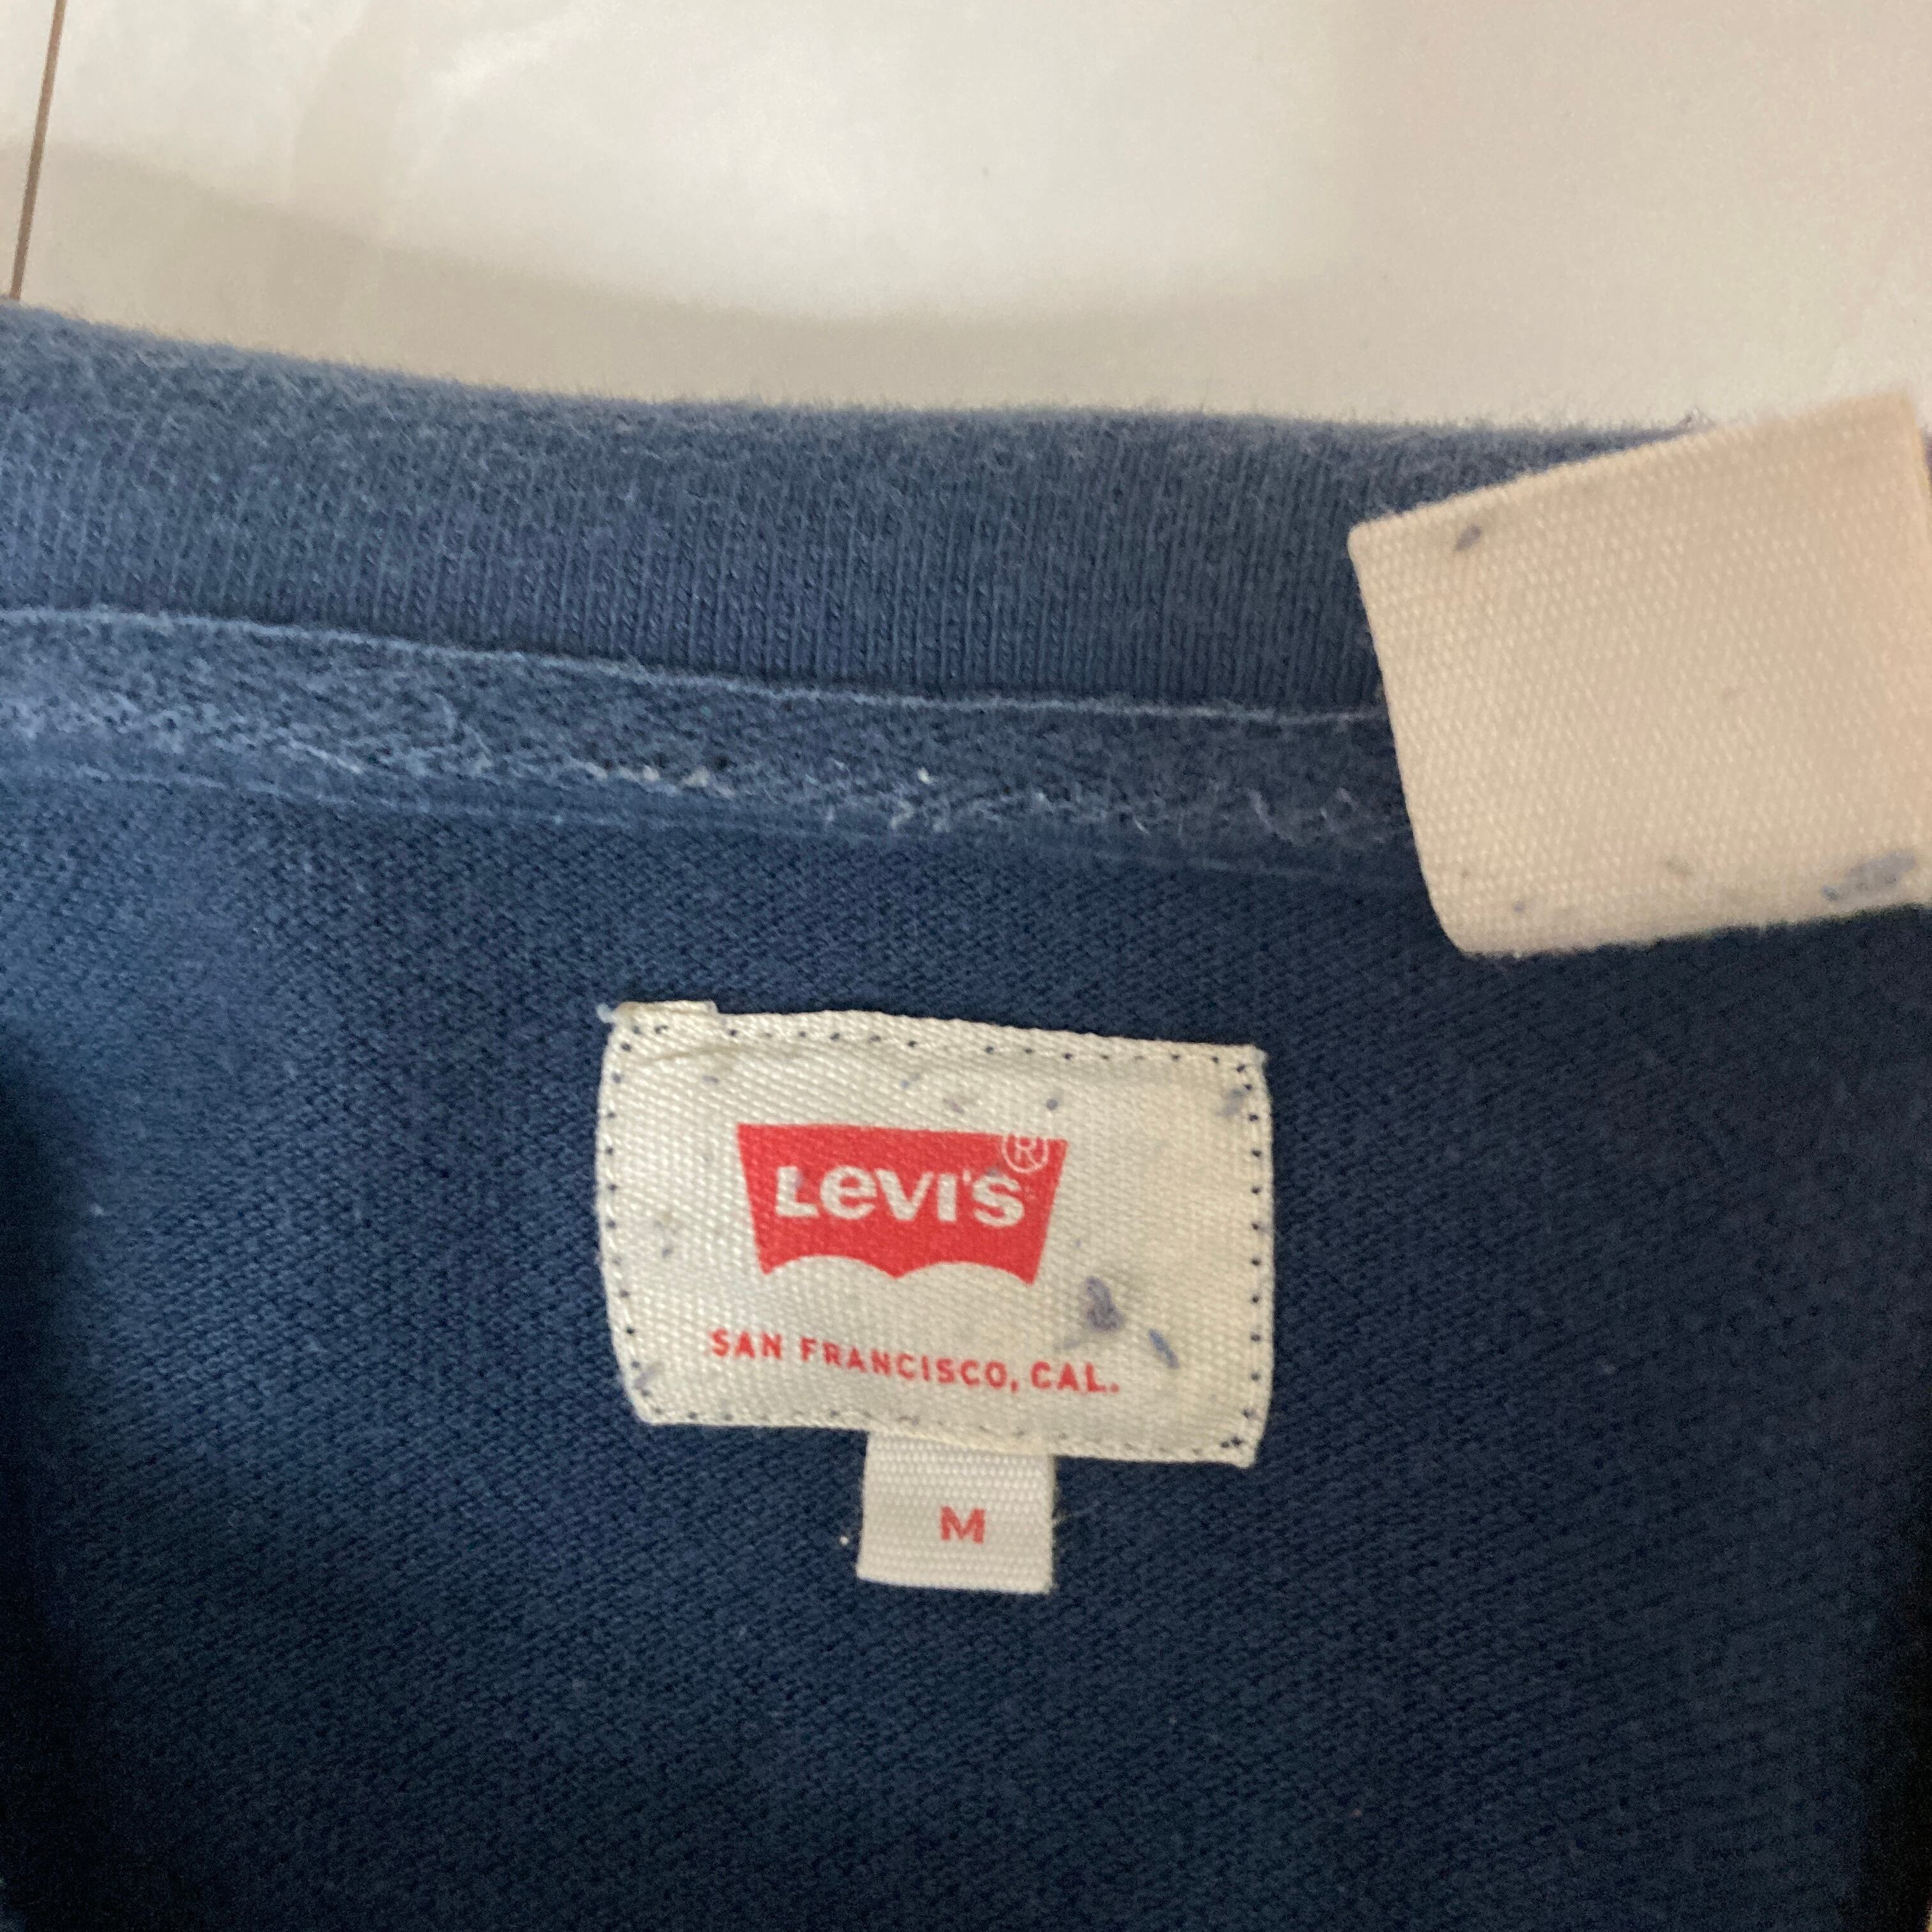 LEVI'S®
SAN FRANCISCO, CAL.
M